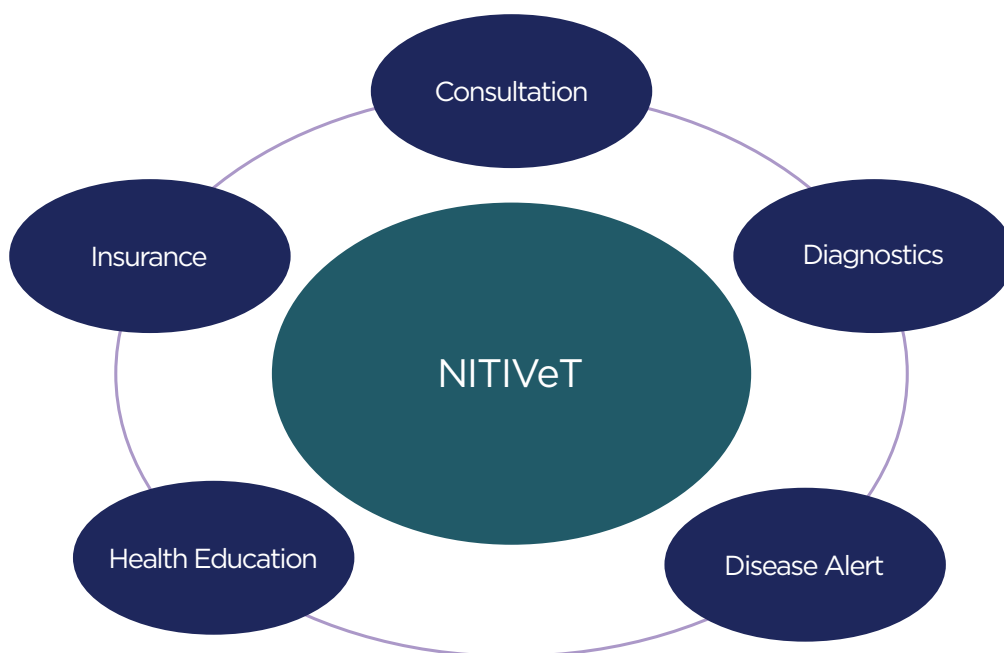 Consultation
Insurance
Diagnostics
NITIVeT
Health Education
Disease Alert